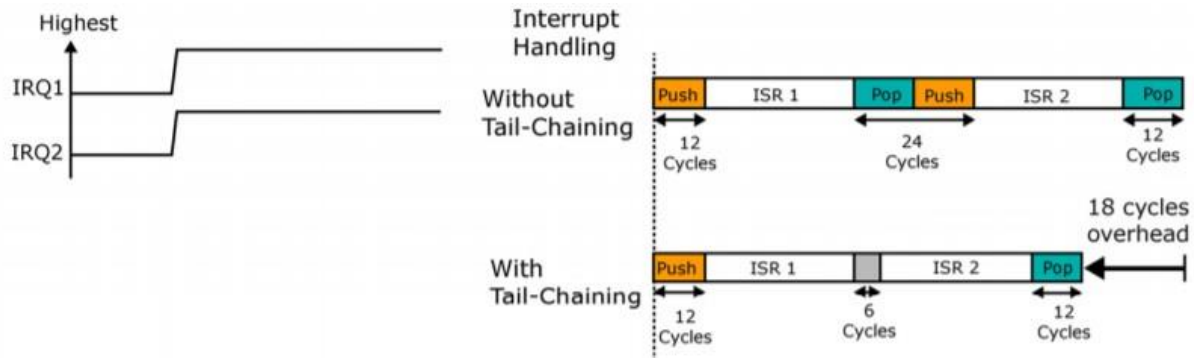 Highest
IRQ1
IRQ2
Interrupt
Handling
Without
Tail-Chaining
Push
ISR 1
Pop
Push
ISR 2
Pop
12
Cycles
24
Cycles
12
Cycles
18 cycles
overhead
With
Tail-Chaining
Push
ISR 1
ISR 2
Pop
12
Cycles
6
Cycles
12
Cycles